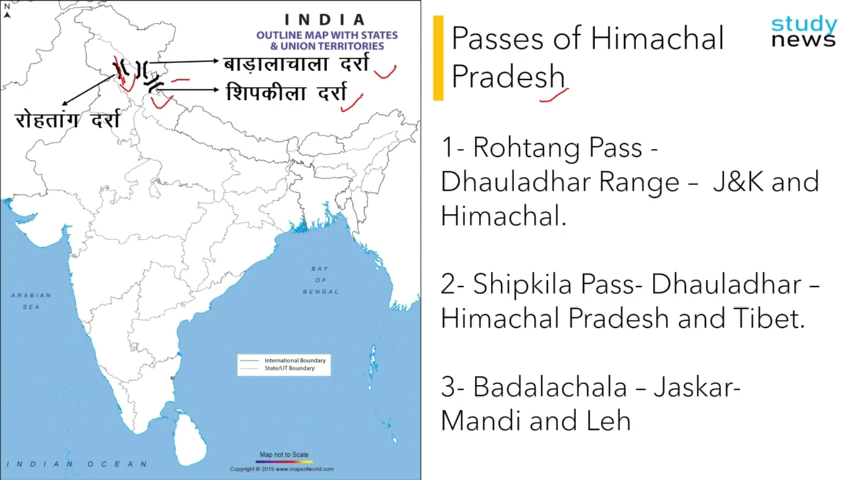 N
INDIA
OUTLINE MAP WITH STATES
& UNION TERRITORIES
बाड़ालाचाला दर्रा
शिपकीला दर्रा
रोहतांग दर्रा
ARABIAN
SEA
BAY
OF
BENGAL
International Boundary
State/UT Boundary
Map not to Scale
Copyright © 2019 www.mapsofworld.com
INDIAN OCEAN
study
news
Passes of Himachal
Pradesh
1- Rohtang Pass -
Dhauladhar Range – J&K and
Himachal.
2- Shipkila Pass- Dhauladhar –
Himachal Pradesh and Tibet.
3- Badalachala – Jaskar-
Mandi and Leh